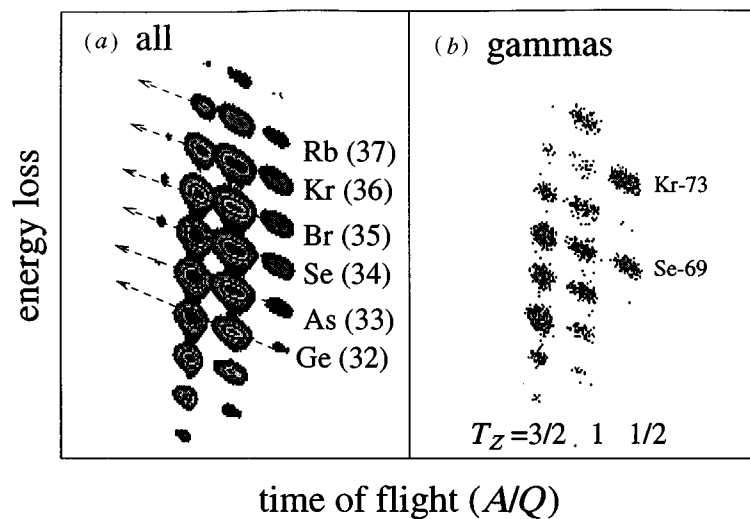 (a) all
(b) gammas
Rb (37)
Kr (36)
Br (35)
Se (34)
As (33)
Ge (32)
Kr-73
Se-69
T_Z =3/2 1 1/2
energy loss
time of flight (A/Q)